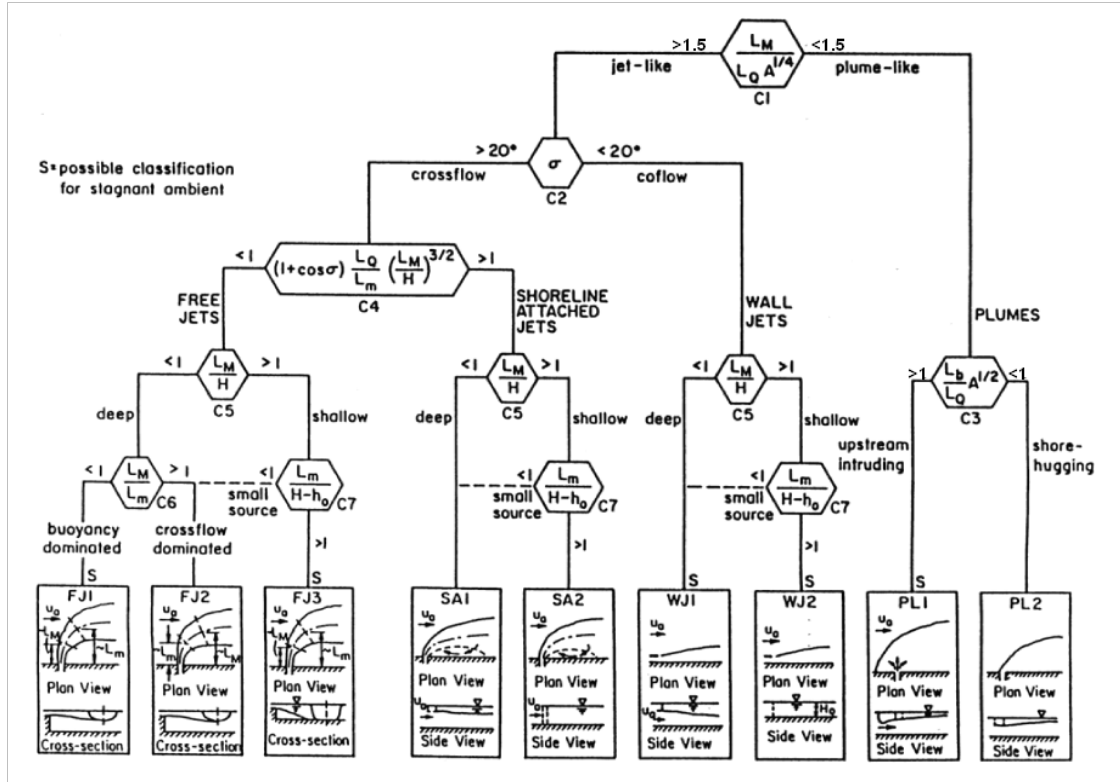 >1.5
L_M / L_Q A^1/4
<1.5
jet-like
plume-like
C1
S=possible classification
for stagnant ambient
>20°
σ
<20°
crossflow
coflow
C2
<1
(1+cosσ) L_Q/L_m (L_M/H)^3/2
>1
C4
FREE
JETS
SHORELINE
ATTACHED
JETS
WALL
JETS
PLUMES
<1
L_M / H
>1
C5
deep
shallow
<1
L_M / H
>1
C5
deep
shallow
<1
L_M / H
>1
C5
deep
shallow
>1
L_b / L_Q A^1/2
<1
C3
upstream
intruding
shore-
hugging
<1
L_M / L_m
>1
C6
<1
small
source
L_m / H-h_o
C7
<1
small
source
L_m / H-h_o
C7
<1
small
source
L_m / H-h_o
C7
buoyancy
dominated
crossflow
dominated
>1
>1
>1
S
S
S
S
S
FJ1
u_a
~L_M
~L_m
Plan View
Cross-section
FJ2
u_a
~L_m
~L_M
Plan View
Cross-section
FJ3
u_a
~L_M
~L_m
Plan View
Cross-section
SA1
u_a
Plan View
u_a
Side View
SA2
u_a
Plan View
u_a
Side View
WJ1
u_a
Plan View
u_a
Side View
WJ2
u_a
Plan View
H_o
Side View
PL1
u_a
Plan View
Side View
PL2
Plan View
Side View